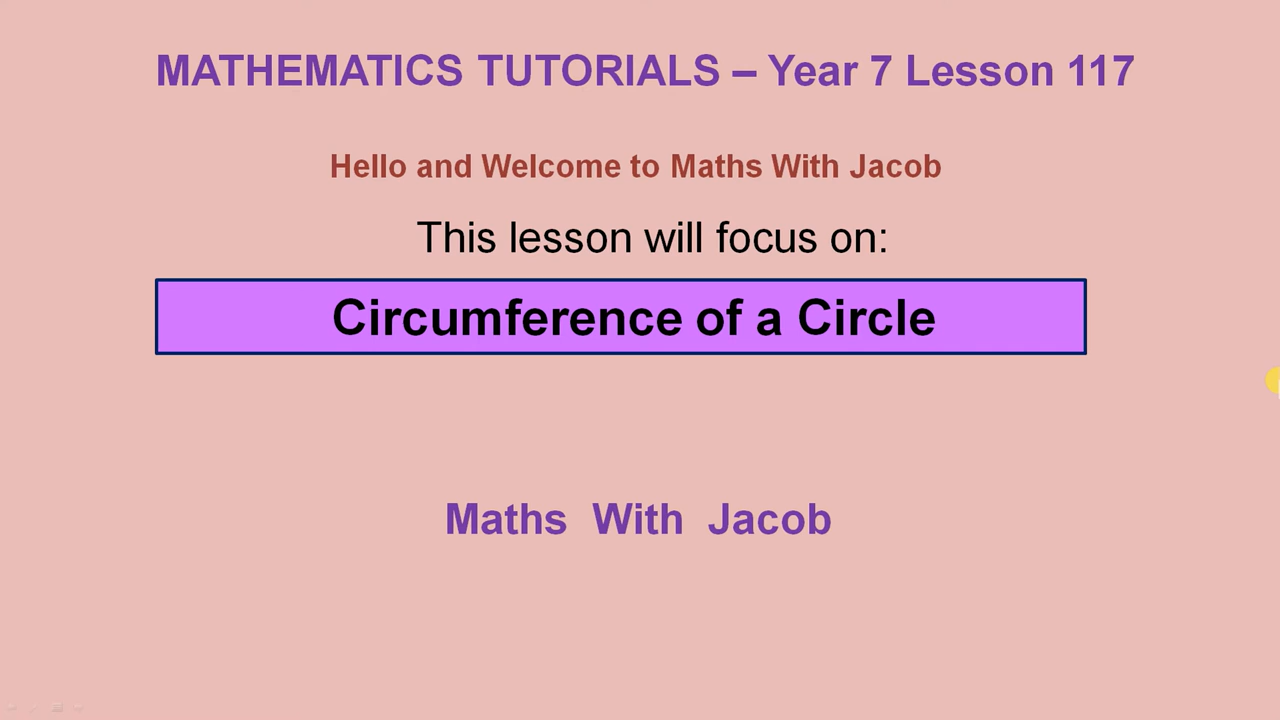 MATHEMATICS TUTORIALS – Year 7 Lesson 117
Hello and Welcome to Maths With Jacob
This lesson will focus on:
Circumference of a Circle
Maths With Jacob